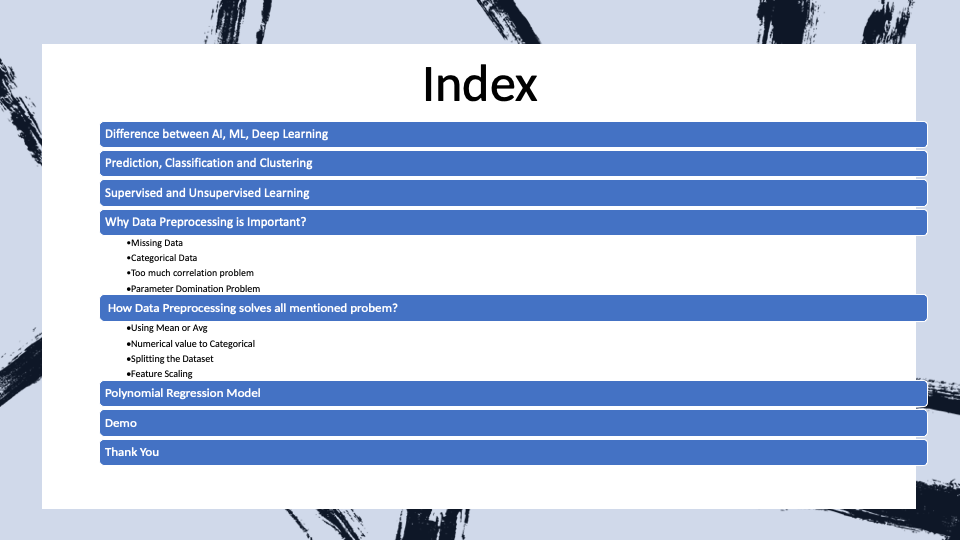 Index
Difference between AI, ML, Deep Learning
Prediction, Classification and Clustering
Supervised and Unsupervised Learning
Why Data Preprocessing is Important?
•Missing Data
•Categorical Data
•Too much correlation problem
•Parameter Domination Problem
How Data Preprocessing solves all mentioned probem?
•Using Mean or Avg
•Numerical value to Categorical
•Splitting the Dataset
•Feature Scaling
Polynomial Regression Model
Demo
Thank You